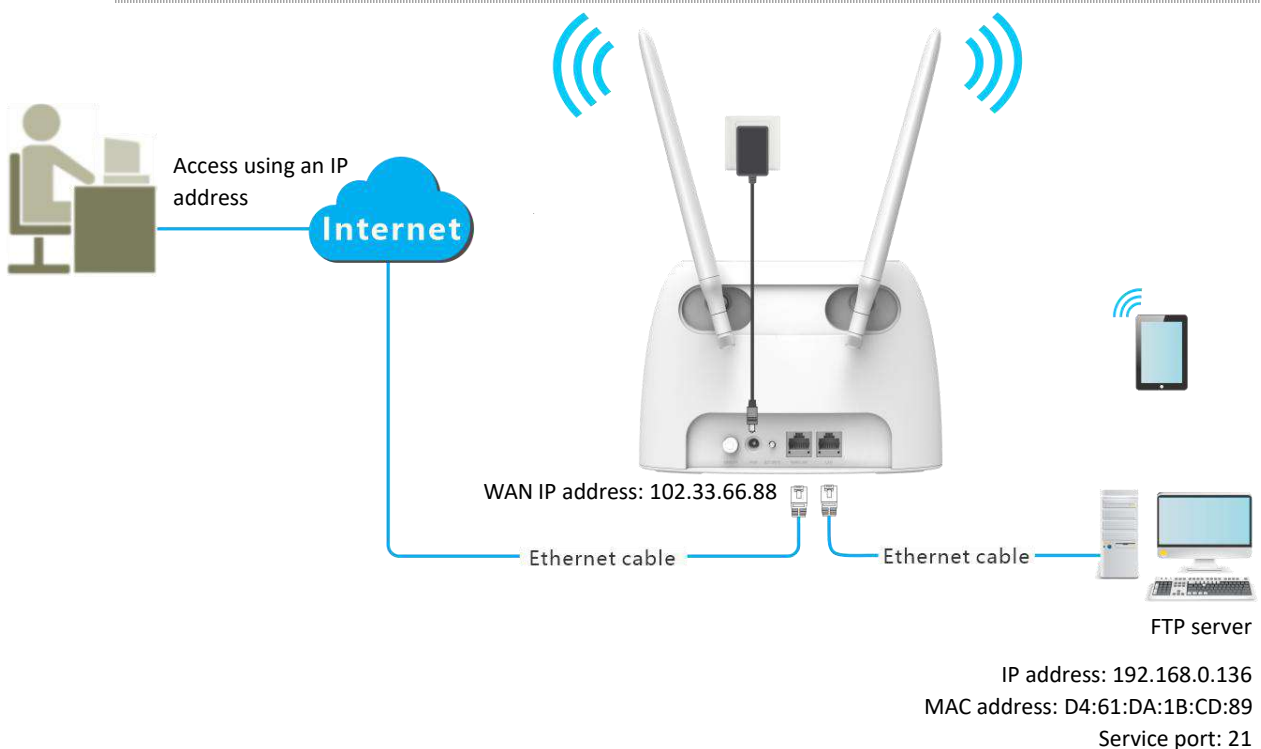 Access using an IP
address
Internet
WAN IP address: 102.33.66.88
Ethernet cable
Ethernet cable
FTP server
IP address: 192.168.0.136
MAC address: D4:61:DA:1B:CD:89
Service port: 21